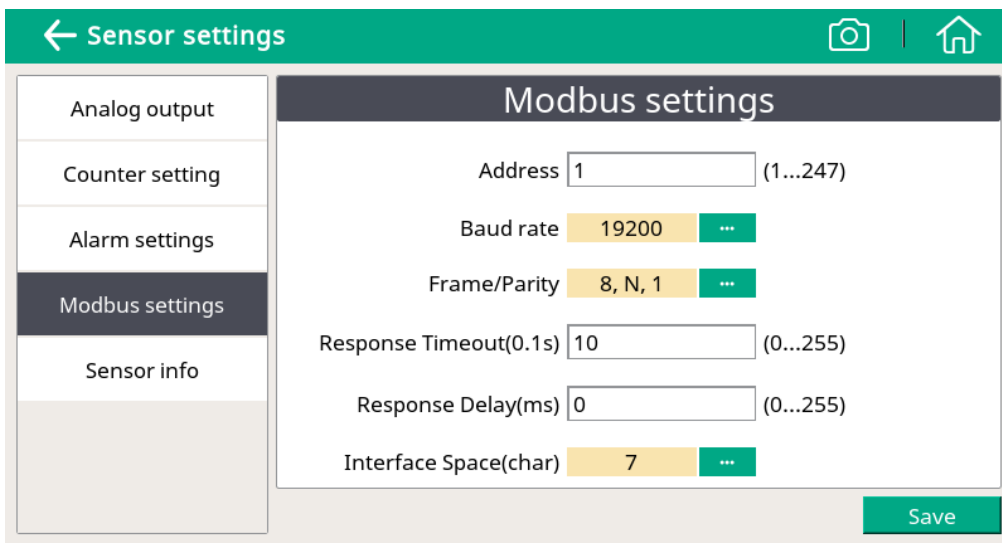 Sensor settings
Analog output
Counter setting
Alarm settings
Modbus settings
Sensor info
Modbus settings
Address 1 (1...247)
Baud rate 19200 ...
Frame/Parity 8, N, 1 ...
Response Timeout(0.1s) 10 (0...255)
Response Delay(ms) 0 (0...255)
Interface Space(char) 7 ...
Save